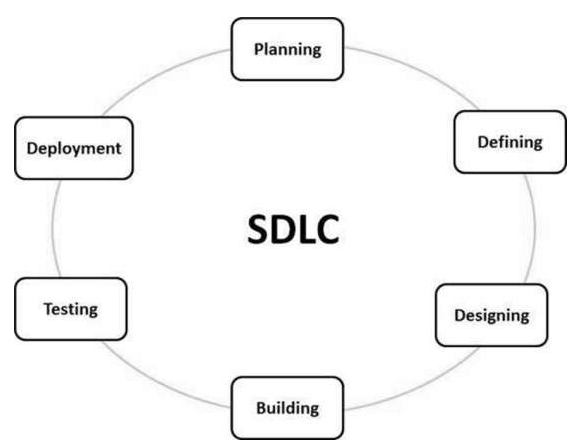 Planning
Defining
Designing
Building
Testing
Deployment
SDLC